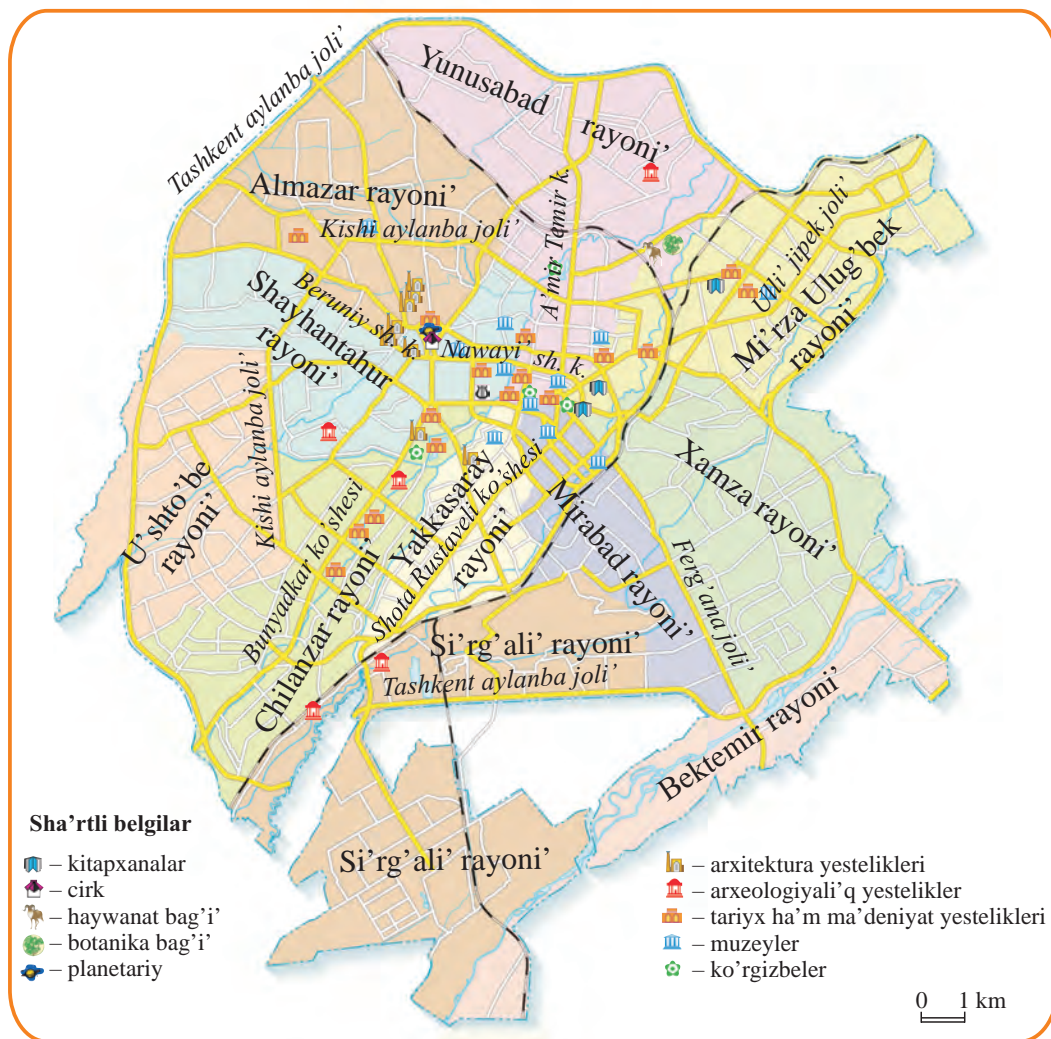 Tashkent aylanba joli’
Yunusabad
rayoni’
Almazar rayoni’
Kishi aylanba joli’
A’mir Temir k.
Ulli’ jipek joli’
Mi’rza Ulug’bek
rayoni’
Beruniy sh. k.
Shayhantahur
rayoni’
Nawayi’ sh. k.
Kishi aylanba joli’
U’shto’be
rayoni’
Bunyadkar ko’shesi
Chilanzar rayoni’
Yakkasaray
rayoni’
Shota Rustaveli ko’shesi
Mirabad rayoni’
Xamza rayoni’
Ferg’ana joli’
Si’rg’ali’ rayoni’
Tashkent aylanba joli’
Bektemir rayoni’
Si’rg’ali’ rayoni’
Sha’rtli belgilar
– kitapxanalar
– cirk
– haywanat bag’i’
– botanika bag’i’
– planetariy
– arxitektura yestelikleri
– arxeologiyali’q yestelikler
– tariyx ha’m ma’deniyat yestelikleri
– muzeyler
– ko’rgizbeler
0 1 km